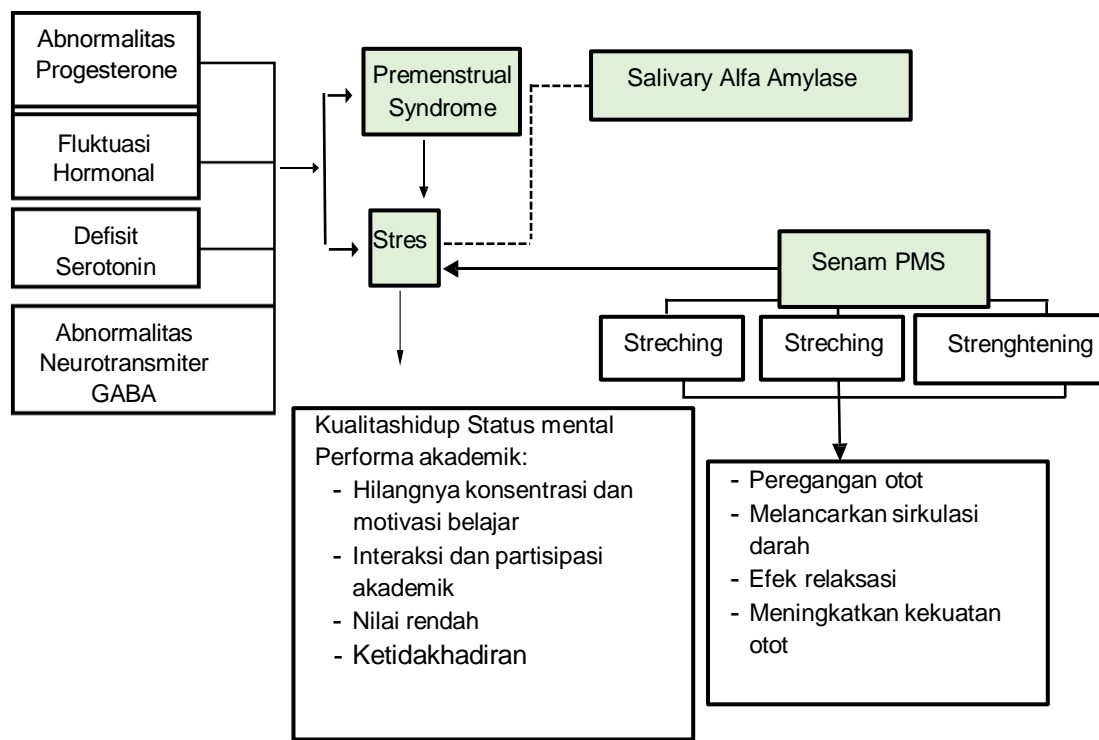 Abnormalitas
Progesterone
Fluktuasi
Hormonal
Defisit
Serotonin
Abnormalitas
Neurotransmiter
GABA
Premenstrual
Syndrome
Salivary Alfa Amylase
Stres
Senam PMS
Streching
Streching
Strenghtening
Kualitashidup Status mental
Performa akademik:
- Hilangnya konsentrasi dan
motivasi belajar
- Interaksi dan partisipasi
akademik
- Nilai rendah
- Ketidakhadiran
- Peregangan otot
- Melancarkan sirkulasi
darah
- Efek relaksasi
- Meningkatkan kekuatan
otot